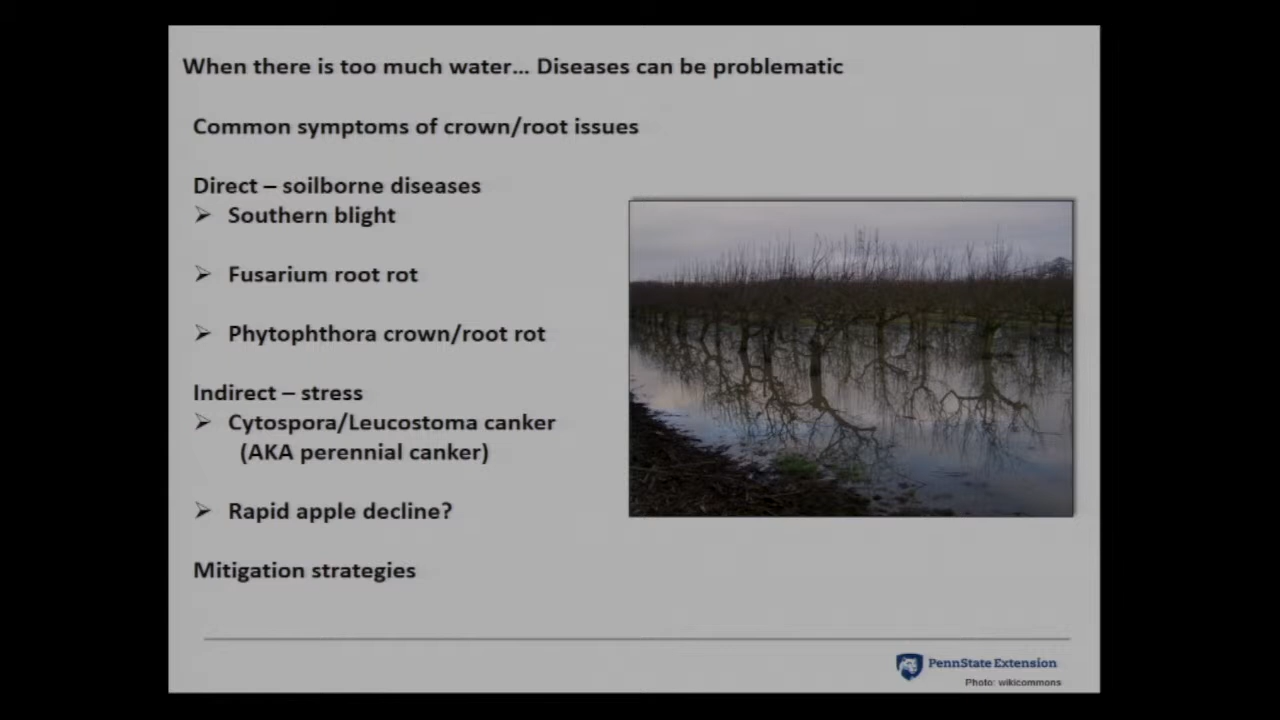 When there is too much water... Diseases can be problematic
Common symptoms of crown/root issues
Direct – soilborne diseases
➢ Southern blight
➢ Fusarium root rot
➢ Phytophthora crown/root rot
Indirect – stress
➢ Cytospora/Leucostoma canker
(AKA perennial canker)
➢ Rapid apple decline?
Mitigation strategies
PennState Extension
Photo: wikicommons